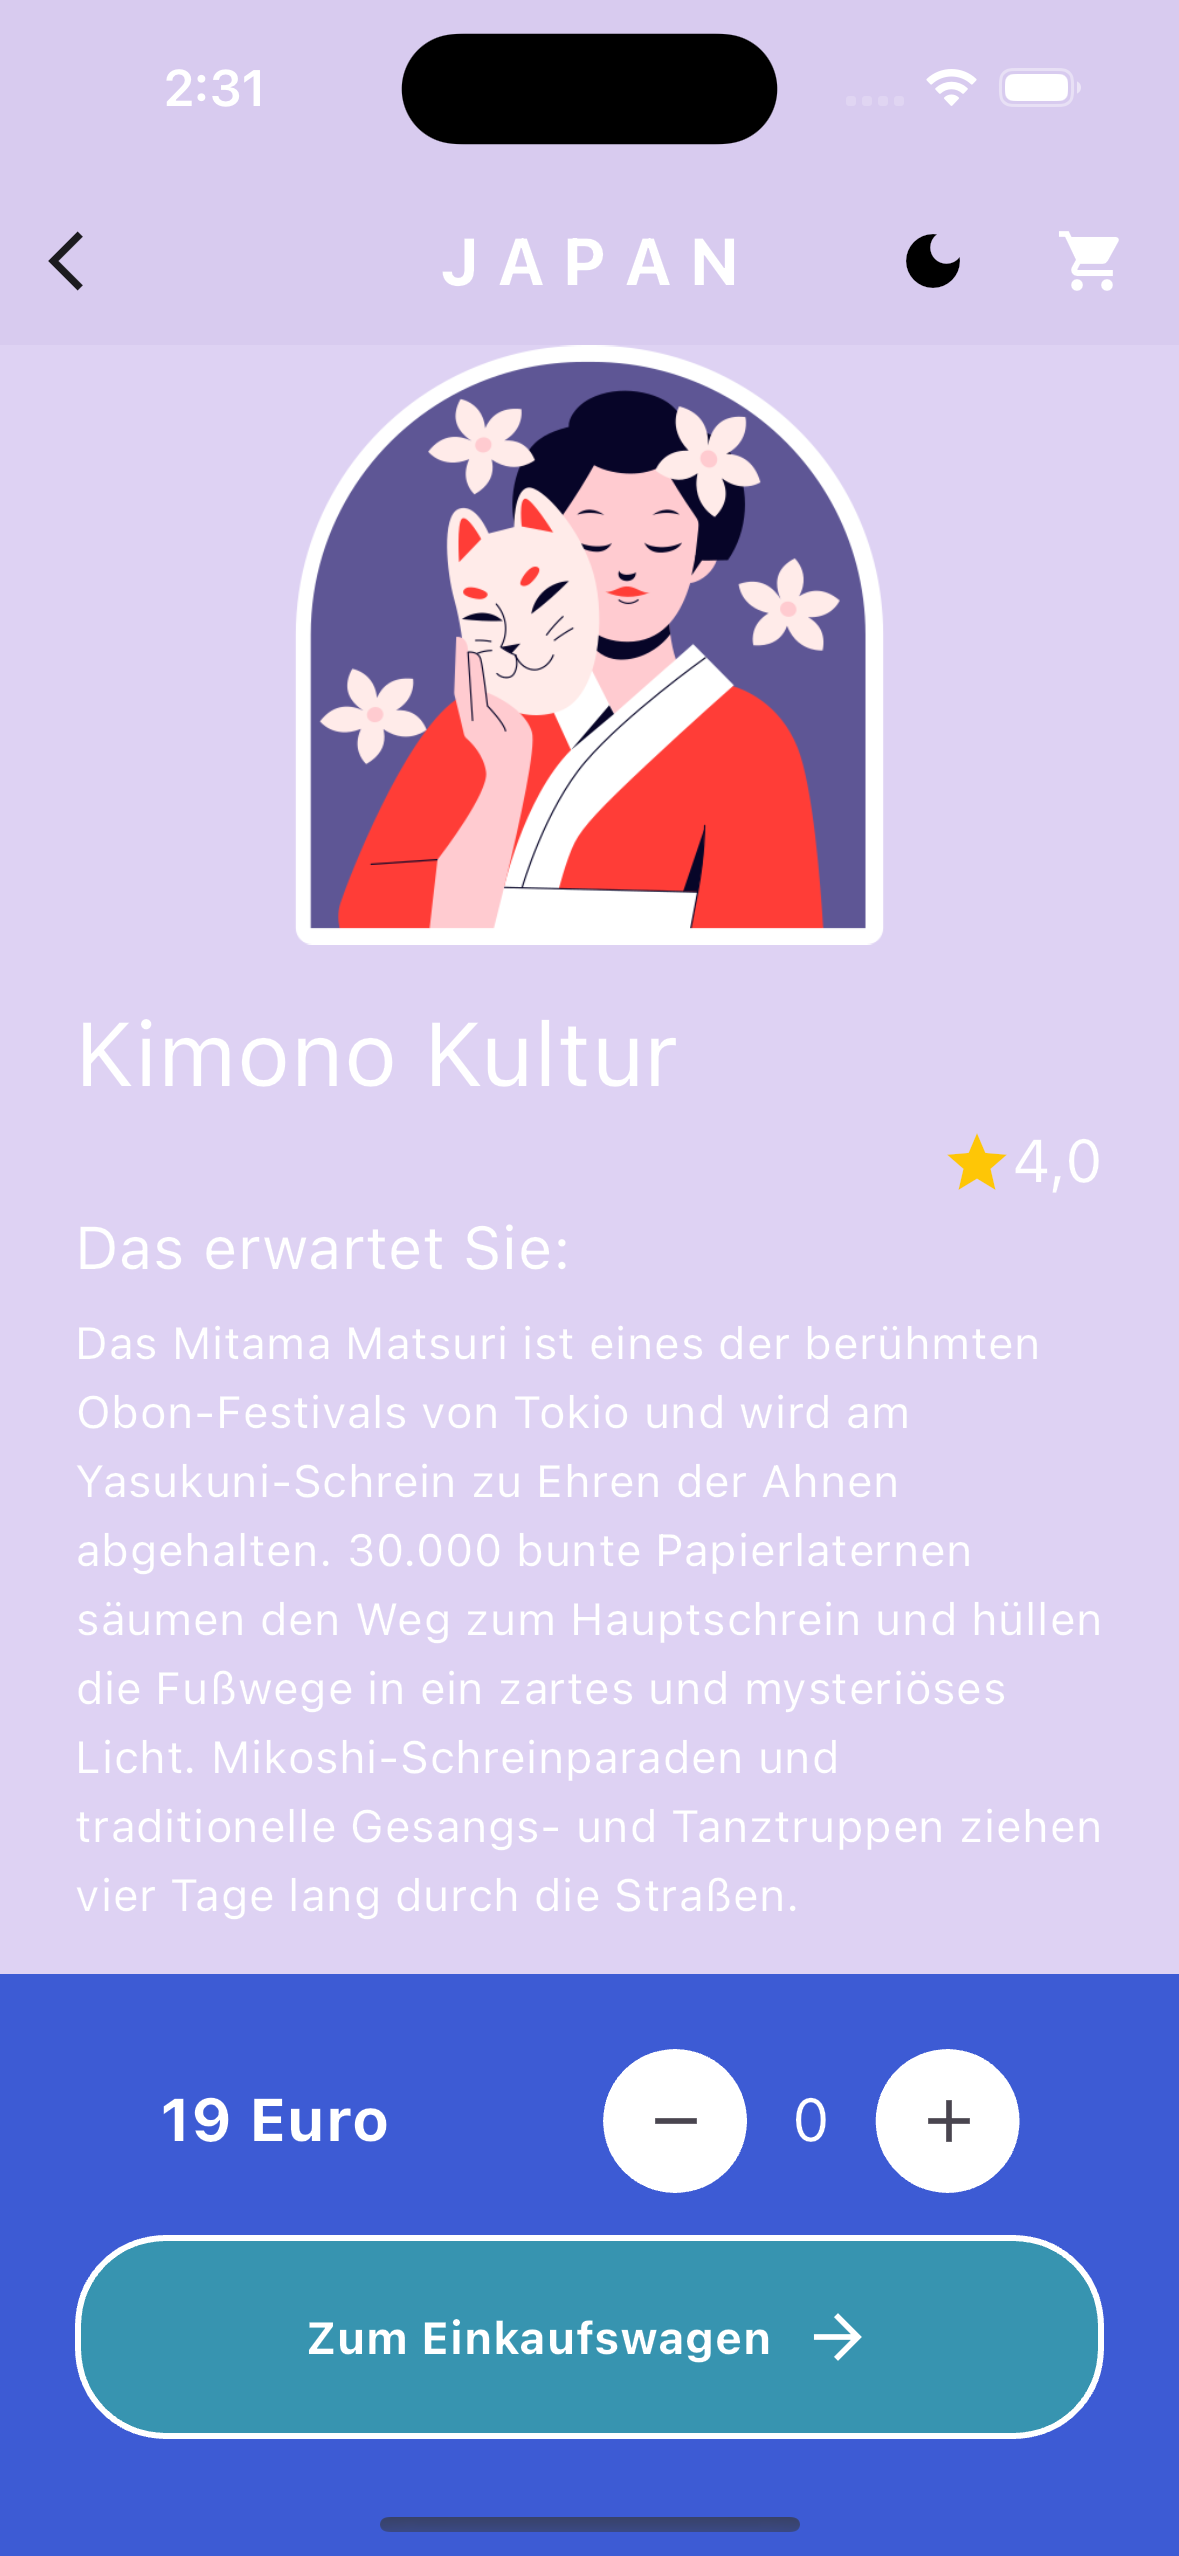 2:31
JAPAN
Kimono Kultur
4,0
Das erwartet Sie:
Das Mitama Matsuri ist eines der berühmten
Obon-Festivals von Tokio und wird am
Yasukuni-Schrein zu Ehren der Ahnen
abgehalten. 30.000 bunte Papierlaternen
säumen den Weg zum Hauptschrein und hüllen
die Fußwege in ein zartes und mysteriöses
Licht. Mikoshi-Schreinparaden und
traditionelle Gesangs- und Tanztruppen ziehen
vier Tage lang durch die Straßen.
19 Euro
0
Zum Einkaufswagen